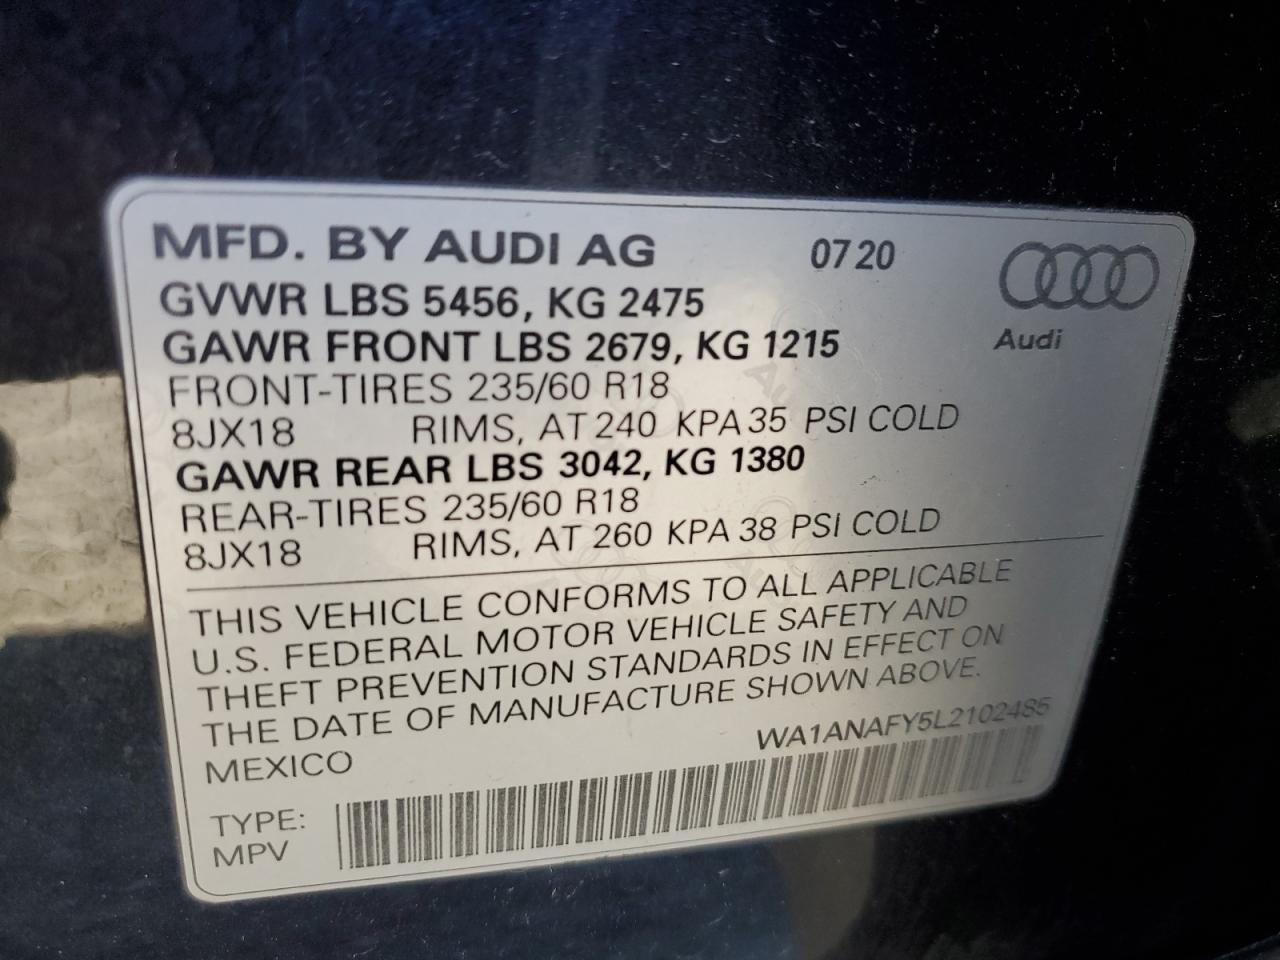 MFD. BY AUDI AG 07 20
GVWR LBS 5456, KG 2475
GAWR FRONT LBS 2679, KG 1215
Audi
FRONT-TIRES 235/60 R18
8JX18 RIMS, AT 240 KPA 35 PSI COLD
GAWR REAR LBS 3042, KG 1380
REAR-TIRES 235/60 R18
8JX18 RIMS, AT 260 KPA 38 PSI COLD
THIS VEHICLE CONFORMS TO ALL APPLICABLE
U.S. FEDERAL MOTOR VEHICLE SAFETY AND
THEFT PREVENTION STANDARDS IN EFFECT ON
THE DATE OF MANUFACTURE SHOWN ABOVE.
MEXICO WA1ANAFY5L2102485
TYPE:
MPV